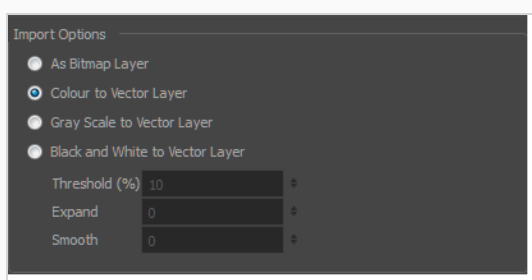 Import Options
As Bitmap Layer
Colour to Vector Layer
Gray Scale to Vector Layer
Black and White to Vector Layer
Threshold (%) 10
Expand 0
Smooth 0